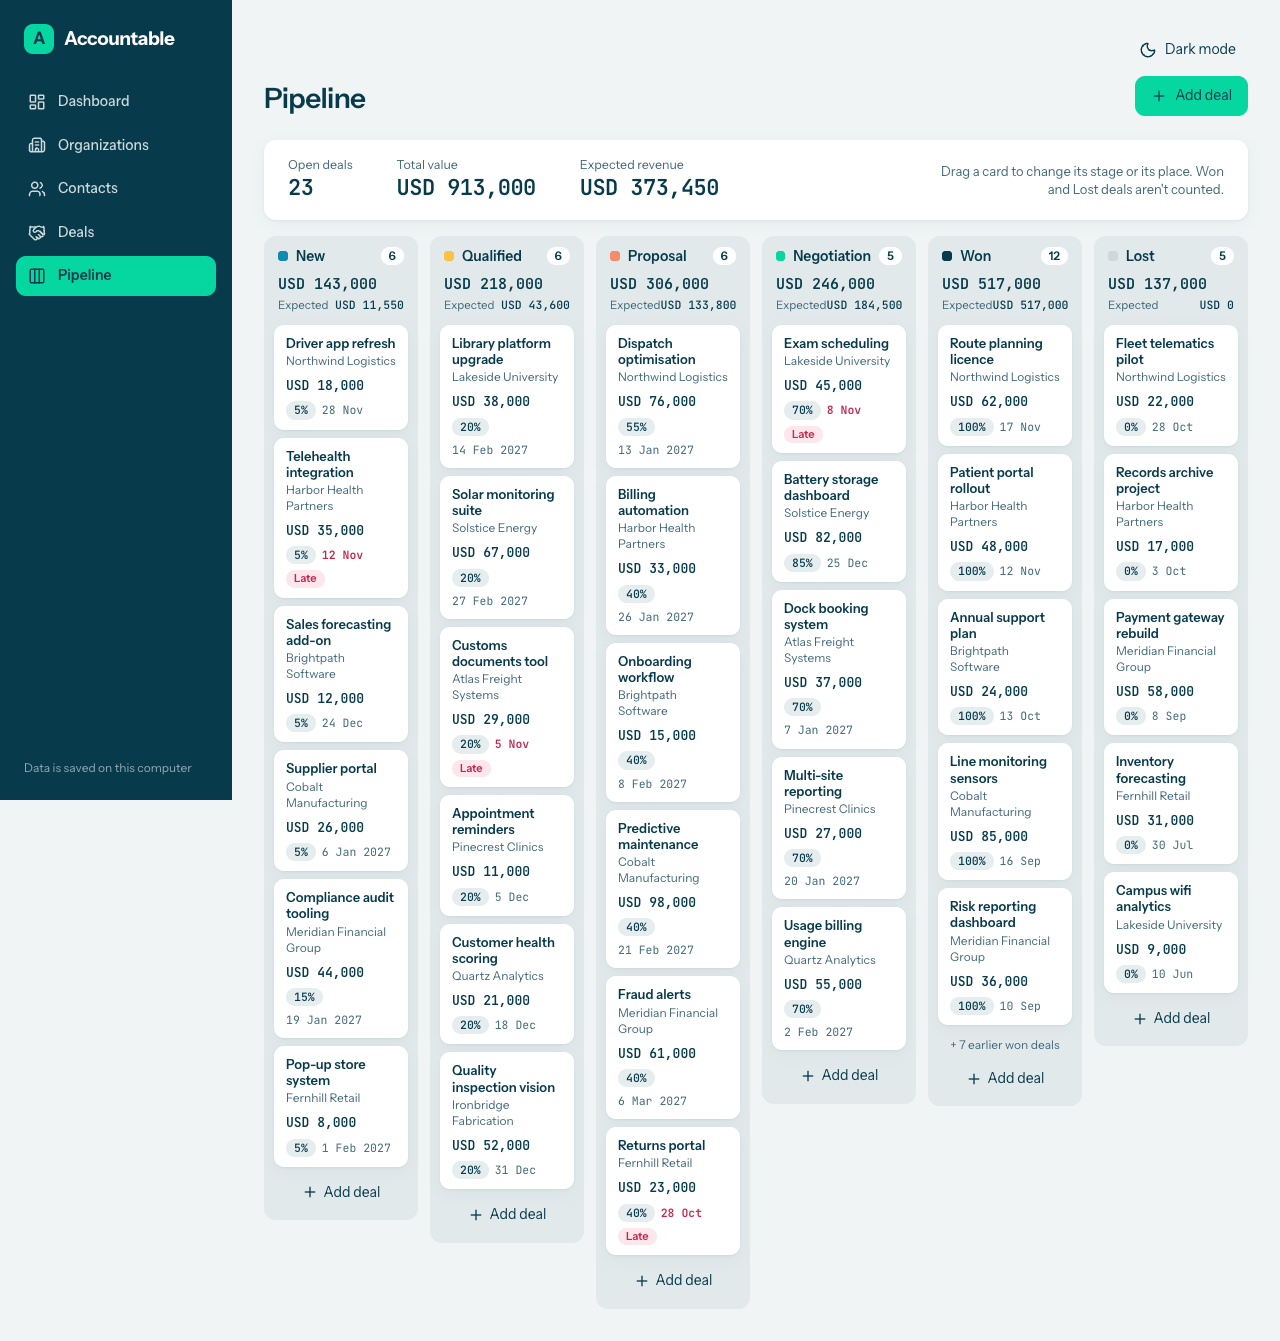 A Accountable
Dashboard
Organizations
Contacts
Deals
Pipeline
Data is saved on this computer
Dark mode
Pipeline
+ Add deal
Open deals
23
Total value
USD 913,000
Expected revenue
USD 373,450
Drag a card to change its stage or its place. Won
and Lost deals aren't counted.
New 6
USD 143,000
Expected USD 11,550
Driver app refresh
Northwind Logistics
USD 18,000
5% 28 Nov
Telehealth
integration
Harbor Health
Partners
USD 35,000
5% 12 Nov
Late
Sales forecasting
add-on
Brightpath
Software
USD 12,000
5% 24 Dec
Supplier portal
Cobalt
Manufacturing
USD 26,000
5% 6 Jan 2027
Compliance audit
tooling
Meridian Financial
Group
USD 44,000
15%
19 Jan 2027
Pop-up store
system
Fernhill Retail
USD 8,000
5% 1 Feb 2027
+ Add deal
Qualified 6
USD 218,000
Expected USD 43,600
Library platform
upgrade
Lakeside University
USD 38,000
20%
14 Feb 2027
Solar monitoring
suite
Solstice Energy
USD 67,000
20%
27 Feb 2027
Customs
documents tool
Atlas Freight
Systems
USD 29,000
20% 5 Nov
Late
Appointment
reminders
Pinecrest Clinics
USD 11,000
20% 5 Dec
Customer health
scoring
Quartz Analytics
USD 21,000
20% 18 Dec
Quality
inspection vision
Ironbridge
Fabrication
USD 52,000
20% 31 Dec
+ Add deal
Proposal 6
USD 306,000
Expected USD 133,800
Dispatch
optimisation
Northwind Logistics
USD 76,000
55%
13 Jan 2027
Billing
automation
Harbor Health
Partners
USD 33,000
40%
26 Jan 2027
Onboarding
workflow
Brightpath
Software
USD 15,000
40%
8 Feb 2027
Predictive
maintenance
Cobalt
Manufacturing
USD 98,000
40%
21 Feb 2027
Fraud alerts
Meridian Financial
Group
USD 61,000
40%
6 Mar 2027
Returns portal
Fernhill Retail
USD 23,000
40% 28 Oct
Late
+ Add deal
Negotiation 5
USD 246,000
Expected USD 184,500
Exam scheduling
Lakeside University
USD 45,000
70% 8 Nov
Late
Battery storage
dashboard
Solstice Energy
USD 82,000
85% 25 Dec
Dock booking
system
Atlas Freight
Systems
USD 37,000
70%
7 Jan 2027
Multi-site
reporting
Pinecrest Clinics
USD 27,000
70%
20 Jan 2027
Usage billing
engine
Quartz Analytics
USD 55,000
70%
2 Feb 2027
+ Add deal
Won 12
USD 517,000
Expected USD 517,000
Route planning
licence
Northwind Logistics
USD 62,000
100% 17 Nov
Patient portal
rollout
Harbor Health
Partners
USD 48,000
100% 12 Nov
Annual support
plan
Brightpath
Software
USD 24,000
100% 13 Oct
Line monitoring
sensors
Cobalt
Manufacturing
USD 85,000
100% 16 Sep
Risk reporting
dashboard
Meridian Financial
Group
USD 36,000
100% 10 Sep
+ 7 earlier won deals
+ Add deal
Lost 5
USD 137,000
Expected USD 0
Fleet telematics
pilot
Northwind Logistics
USD 22,000
0% 28 Oct
Records archive
project
Harbor Health
Partners
USD 17,000
0% 3 Oct
Payment gateway
rebuild
Meridian Financial
Group
USD 58,000
0% 8 Sep
Inventory
forecasting
Fernhill Retail
USD 31,000
0% 30 Jul
Campus wifi
analytics
Lakeside University
USD 9,000
0% 10 Jun
+ Add deal